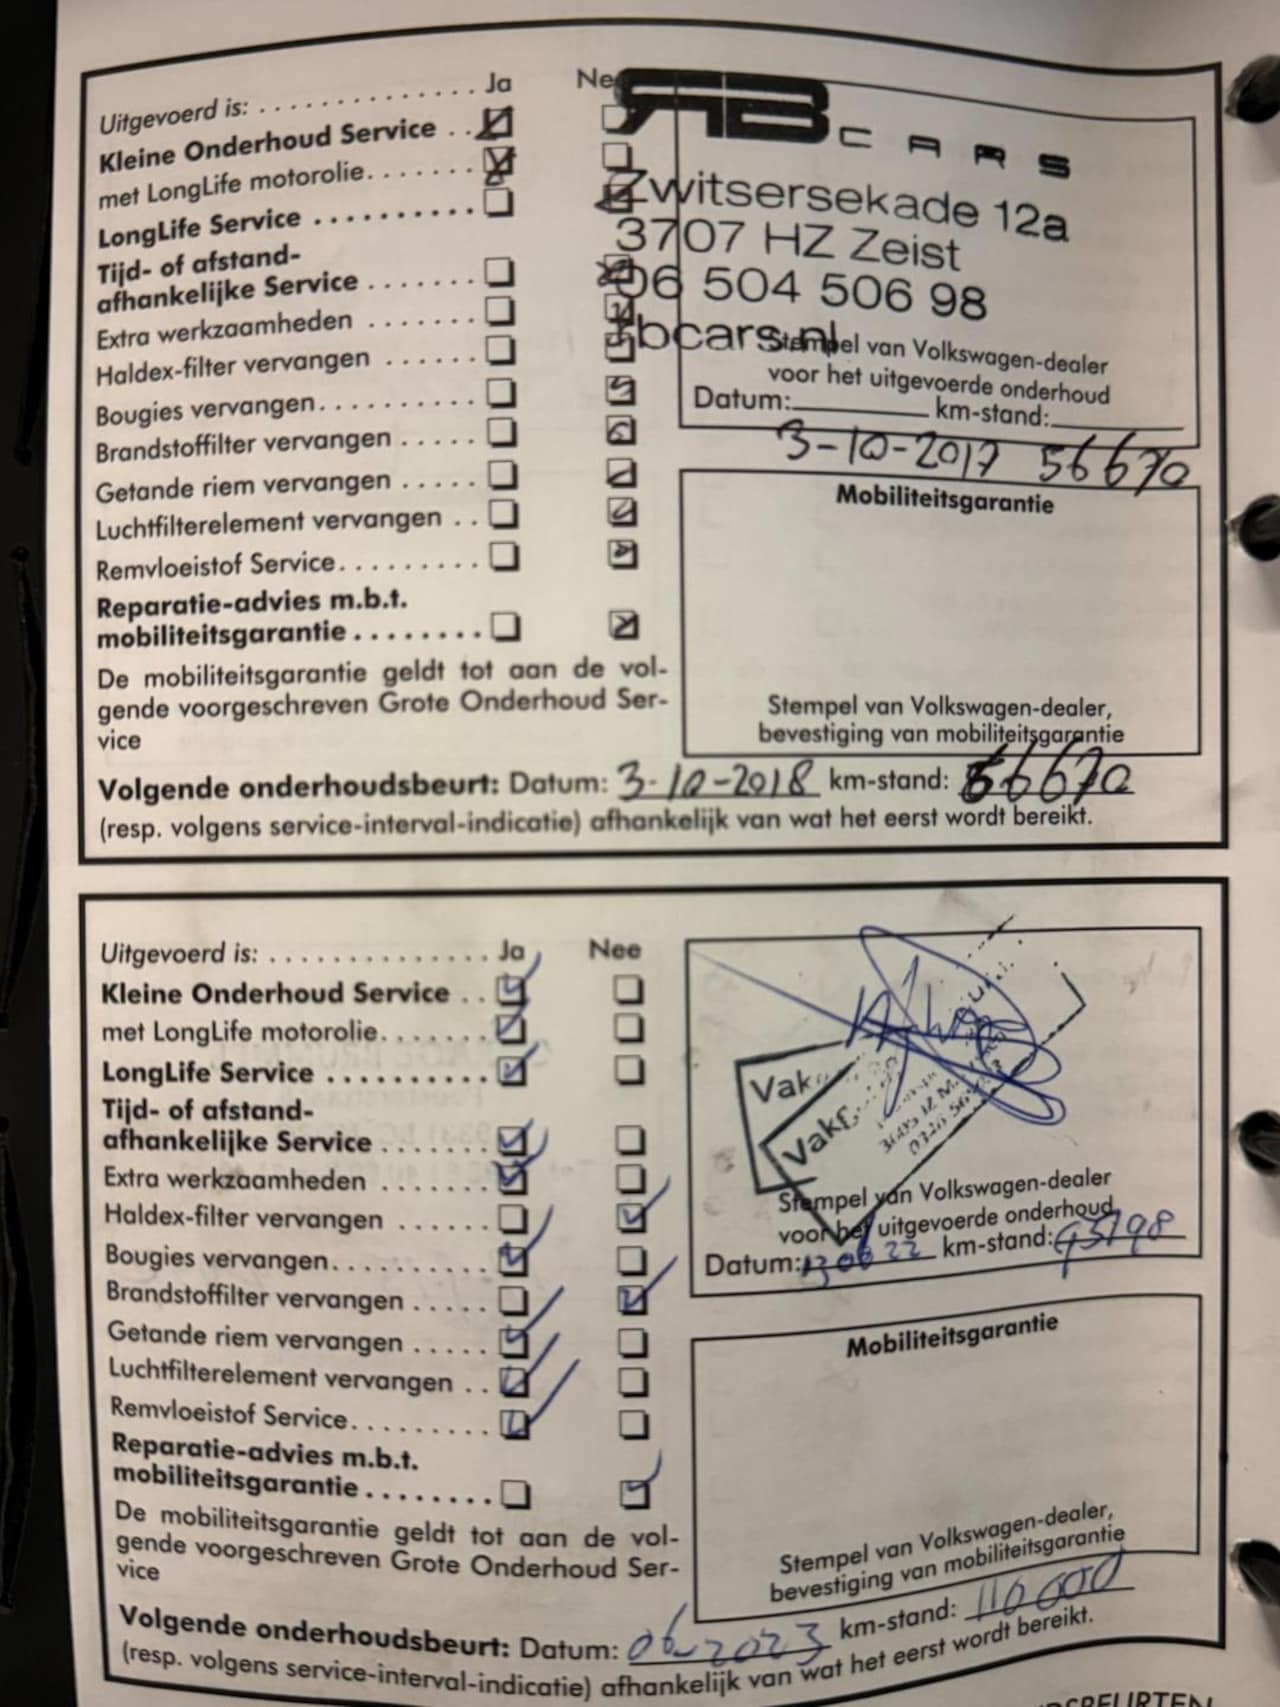 Uitgevoerd is: . . . . . . . . . . . . . . . Ja Nee
Kleine Onderhoud Service . .
met LongLife motorolie. . . . . . .
LongLife Service . . . . . . . . . .
Tijd- of afstand-
afhankelijke Service . . . . . . .
Extra werkzaamheden . . . . . . .
Haldex-filter vervangen . . . . . .
Bougies vervangen. . . . . . . . . .
Brandstoffilter vervangen . . . . .
Getande riem vervangen . . . . .
Luchtfilterelement vervangen . .
Remvloeistof Service. . . . . . . . .
Reparatie-advies m.b.t.
mobiliteitsgarantie . . . . . . . .
De mobiliteitsgarantie geldt tot aan de vol-
gende voorgeschreven Grote Onderhoud Ser-
vice
RB CARS
Zwitsersekade 12a
3707 HZ Zeist
06 504 506 98
rbcars.nl
Stempel van Volkswagen-dealer
voor het uitgevoerde onderhoud
Datum: km-stand:
3-10-2017 56670
Mobiliteitsgarantie
Stempel van Volkswagen-dealer,
bevestiging van mobiliteitsgarantie
Volgende onderhoudsbeurt: Datum: 3-10-2018 km-stand: 66670
(resp. volgens service-interval-indicatie) afhankelijk van wat het eerst wordt bereikt.
Uitgevoerd is: . . . . . . . . . . . . . . Ja Nee
Kleine Onderhoud Service . .
met LongLife motorolie. . . . . . .
LongLife Service . . . . . . . . . .
Tijd- of afstand-
afhankelijke Service . . . . . . .
Extra werkzaamheden . . . . . . .
Haldex-filter vervangen . . . . . .
Bougies vervangen. . . . . . . . . .
Brandstoffilter vervangen . . . . .
Getande riem vervangen . . . . .
Luchtfilterelement vervangen . .
Remvloeistof Service. . . . . . . . .
Reparatie-advies m.b.t.
mobiliteitsgarantie . . . . . . . .
De mobiliteitsgarantie geldt tot aan de vol-
gende voorgeschreven Grote Onderhoud Ser-
vice
Stempel van Volkswagen-dealer
voor het uitgevoerde onderhoud
Datum: 13 06 22 km-stand: 95798
Mobiliteitsgarantie
Stempel van Volkswagen-dealer,
bevestiging van mobiliteitsgarantie
Volgende onderhoudsbeurt: Datum: 06-2023 km-stand: 110 000
(resp. volgens service-interval-indicatie) afhankelijk van wat het eerst wordt bereikt.